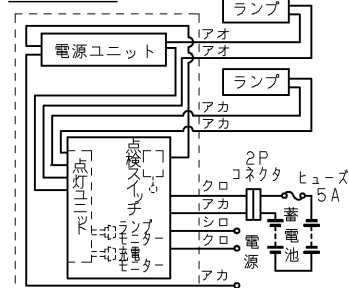 ランプ
アオ
電源ユニット
アオ
ランプ
アカ
アカ
点検スイッチ
点灯ユニット
2P
コネクタ
ヒューズ
5A
クロ
アカ
シロ
クロ
電源
蓄電池
ランプ
モニター
充電
モニター
アカ